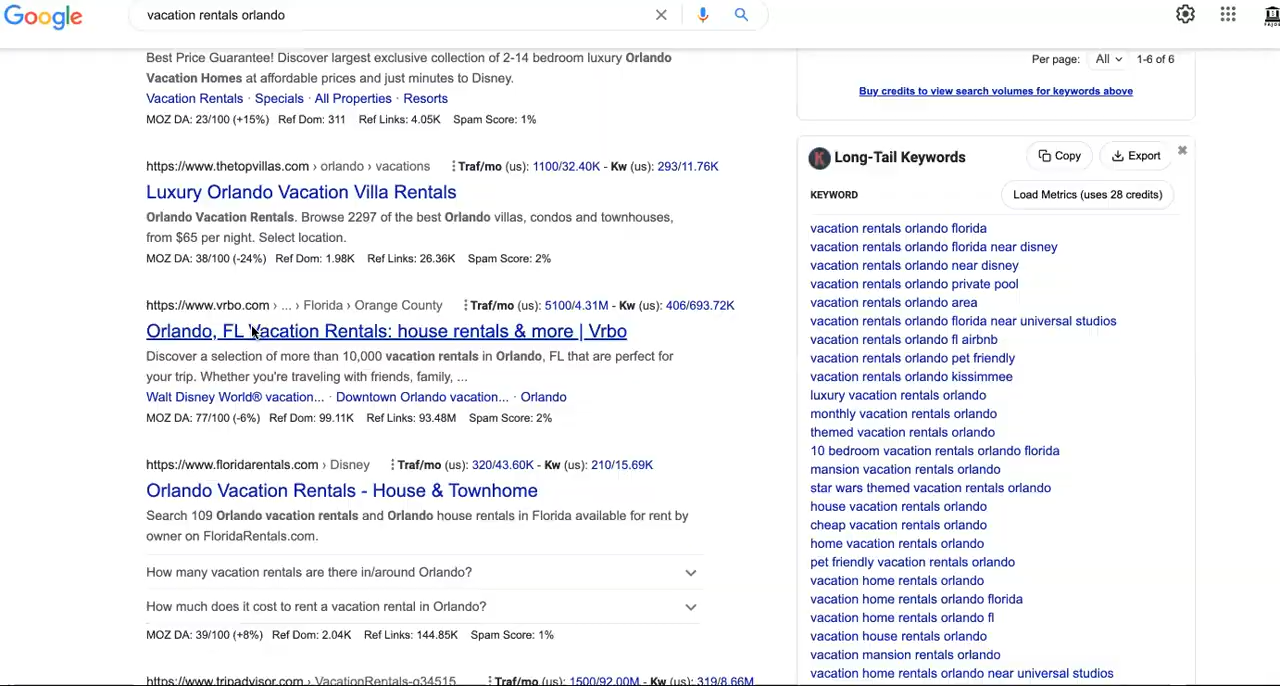 Google
vacation rentals orlando
Best Price Guarantee! Discover largest exclusive collection of 2-14 bedroom luxury Orlando
Vacation Homes at affordable prices and just minutes to Disney.
Vacation Rentals · Specials · All Properties · Resorts
MOZ DA: 23/100 (+15%) Ref Dom: 311 Ref Links: 4.05K Spam Score: 1%
https://www.thetopvillas.com › orlando › vacations Traf/mo (us): 1100/32.40K - Kw (us): 293/11.76K
Luxury Orlando Vacation Villa Rentals
Orlando Vacation Rentals. Browse 2297 of the best Orlando villas, condos and townhouses,
from $65 per night. Select location.
MOZ DA: 38/100 (-24%) Ref Dom: 1.98K Ref Links: 26.36K Spam Score: 2%
https://www.vrbo.com › ... › Florida › Orange County Traf/mo (us): 5100/4.31M - Kw (us): 406/693.72K
Orlando, FL Vacation Rentals: house rentals & more | Vrbo
Discover a selection of more than 10,000 vacation rentals in Orlando, FL that are perfect for
your trip. Whether you're traveling with friends, family, ...
Walt Disney World® vacation... · Downtown Orlando vacation... · Orlando
MOZ DA: 77/100 (-6%) Ref Dom: 99.11K Ref Links: 93.48M Spam Score: 2%
https://www.floridarentals.com › Disney Traf/mo (us): 320/43.60K - Kw (us): 210/15.69K
Orlando Vacation Rentals - House & Townhome
Search 109 Orlando vacation rentals and Orlando house rentals in Florida available for rent by
owner on FloridaRentals.com.
How many vacation rentals are there in/around Orlando?
How much does it cost to rent a vacation rental in Orlando?
MOZ DA: 39/100 (+8%) Ref Dom: 2.04K Ref Links: 144.85K Spam Score: 1%
https://www.tripadvisor.com › VacationRentals-g34515... Traf/mo (us): 1500/92.00M - Kw (us): 319/8.66M
Per page: All 1-6 of 6
Buy credits to view search volumes for keywords above
K Long-Tail Keywords Copy Export
KEYWORD Load Metrics (uses 28 credits)
vacation rentals orlando florida
vacation rentals orlando florida near disney
vacation rentals orlando near disney
vacation rentals orlando private pool
vacation rentals orlando area
vacation rentals orlando florida near universal studios
vacation rentals orlando fl airbnb
vacation rentals orlando pet friendly
vacation rentals orlando kissimmee
luxury vacation rentals orlando
monthly vacation rentals orlando
themed vacation rentals orlando
10 bedroom vacation rentals orlando florida
mansion vacation rentals orlando
star wars themed vacation rentals orlando
house vacation rentals orlando
cheap vacation rentals orlando
home vacation rentals orlando
pet friendly vacation rentals orlando
vacation home rentals orlando
vacation home rentals orlando florida
vacation home rentals orlando fl
vacation house rentals orlando
vacation mansion rentals orlando
vacation home rentals orlando near universal studios